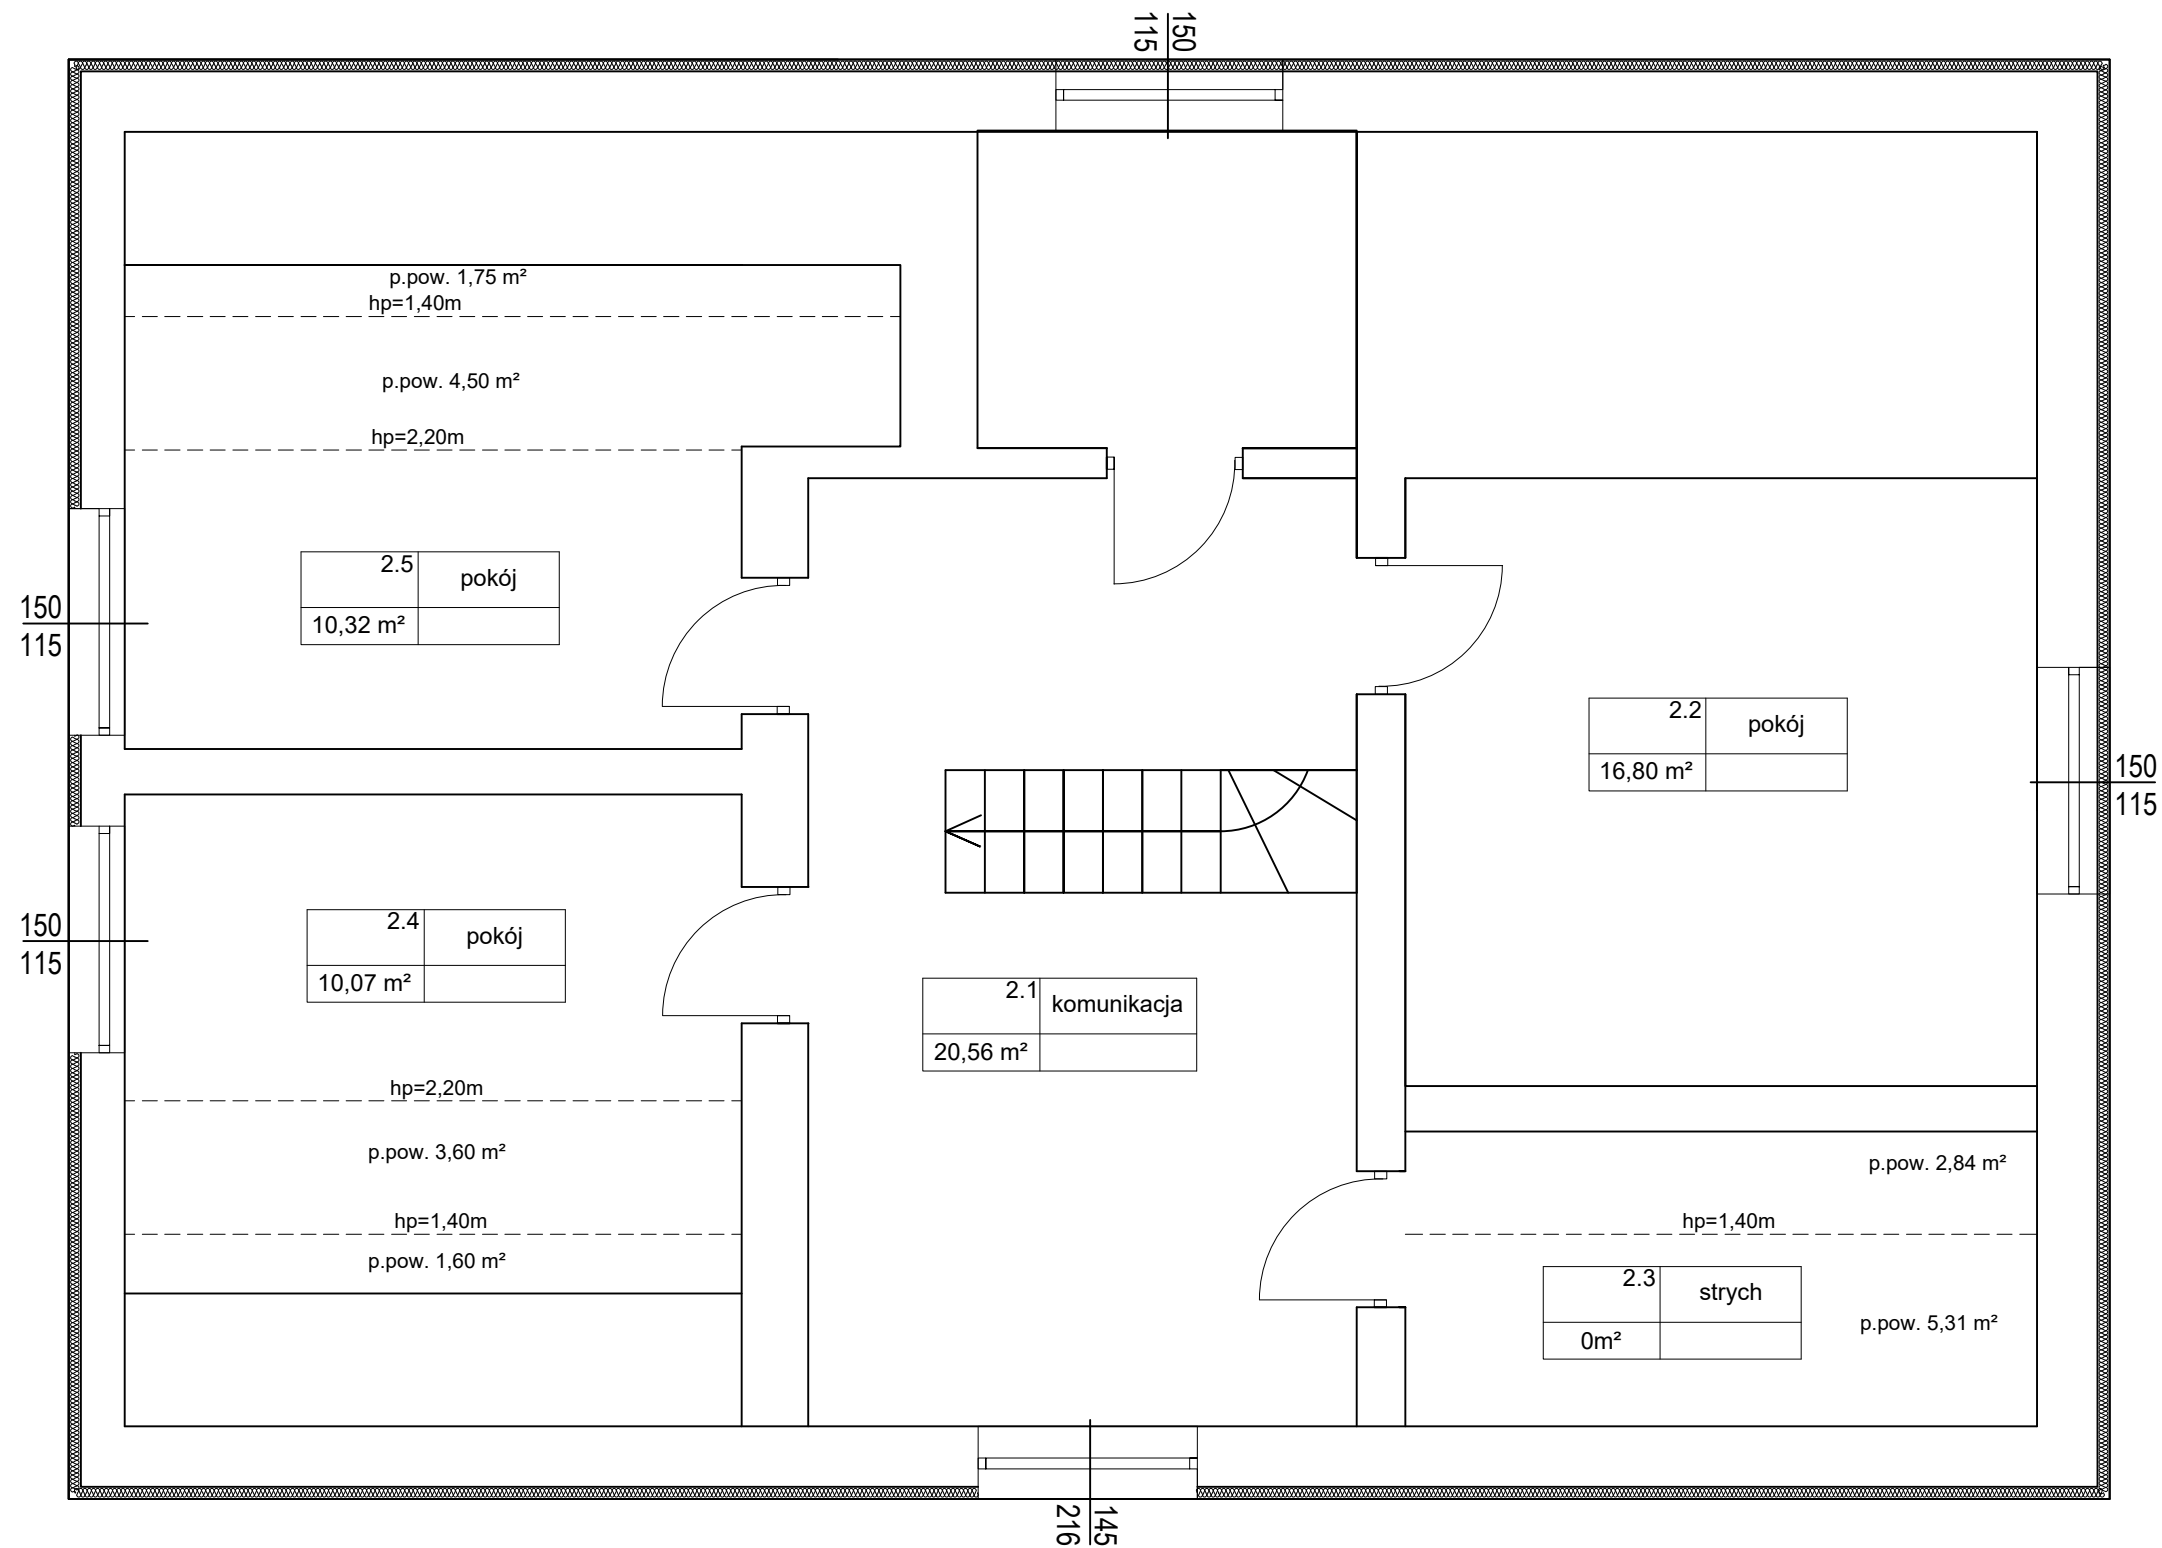 150
115
p.pow. 1,75 m²
hp=1,40m
p.pow. 4,50 m²
hp=2,20m
2.5
pokój
10,32 m²
150
115
2.2
pokój
16,80 m²
150
115
2.4
pokój
10,07 m²
150
115
2.1
komunikacja
20,56 m²
hp=2,20m
p.pow. 3,60 m²
hp=1,40m
p.pow. 1,60 m²
p.pow. 2,84 m²
hp=1,40m
2.3
strych
0m²
p.pow. 5,31 m²
145
216